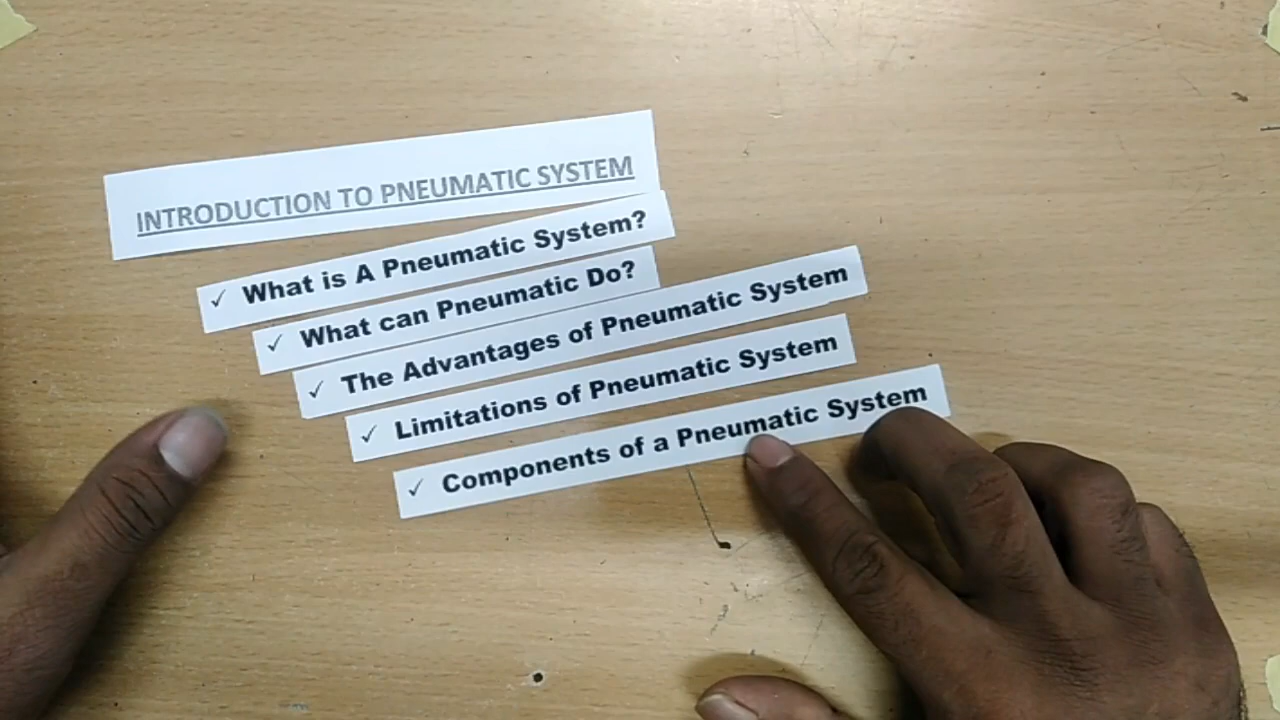 INTRODUCTION TO PNEUMATIC SYSTEM
✓ What is A Pneumatic System?
✓ What can Pneumatic Do?
✓ The Advantages of Pneumatic System
✓ Limitations of Pneumatic System
✓ Components of a Pneumatic System